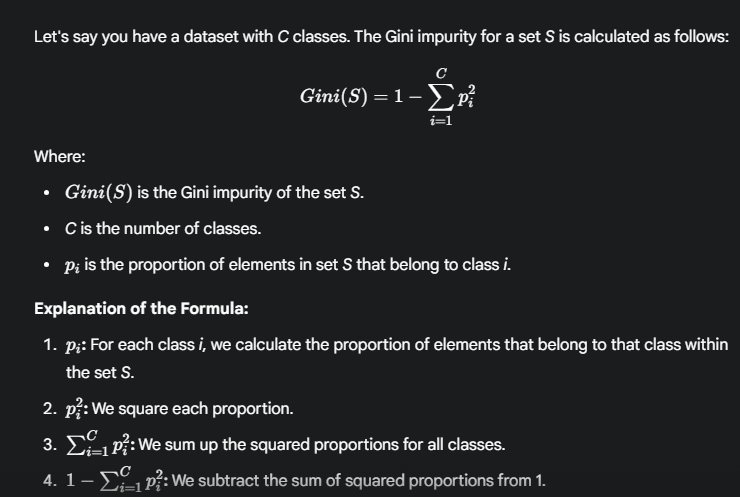 Let's say you have a dataset with C classes. The Gini impurity for a set S is calculated as follows:
Gini(S) = 1 − ∑_{i=1}^{C} p_i^2
Where:
• Gini(S) is the Gini impurity of the set S.
• C is the number of classes.
• p_i is the proportion of elements in set S that belong to class i.
Explanation of the Formula:
1. p_i: For each class i, we calculate the proportion of elements that belong to that class within
the set S.
2. p_i^2: We square each proportion.
3. ∑_{i=1}^{C} p_i^2: We sum up the squared proportions for all classes.
4. 1 − ∑_{i=1}^{C} p_i^2: We subtract the sum of squared proportions from 1.